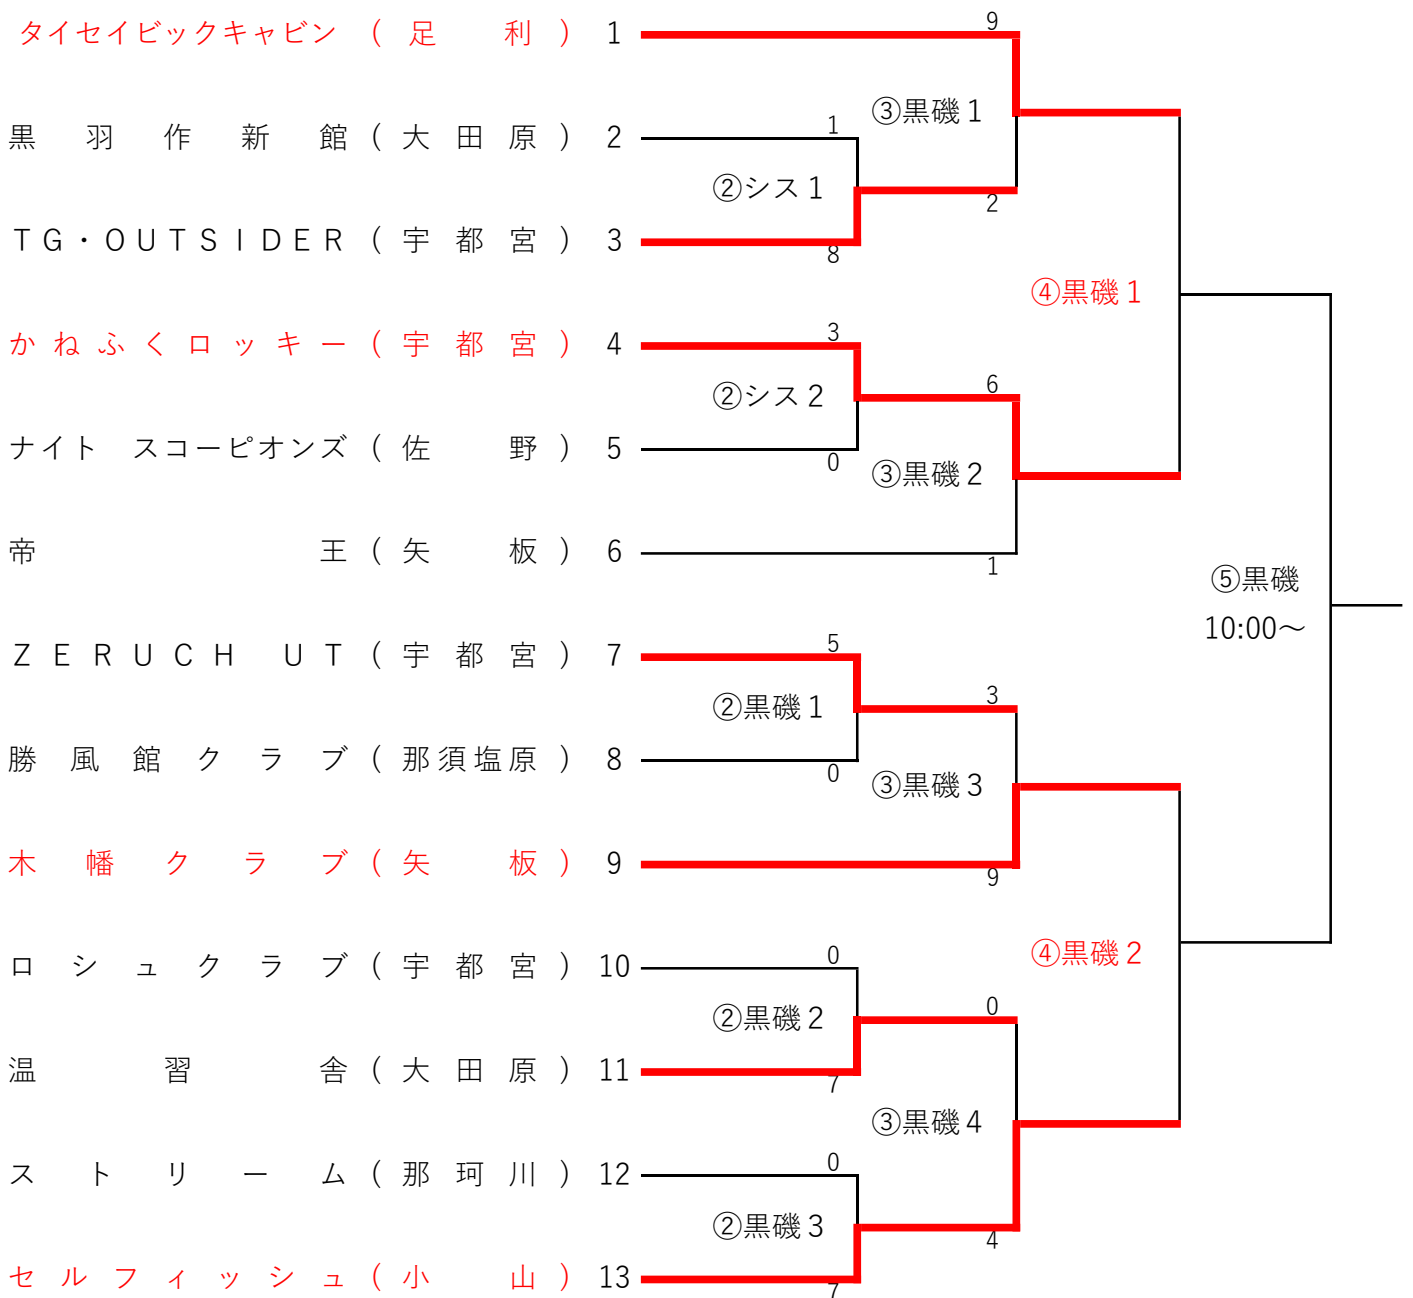 9
タイセイビックキャビン ( 足 利 ) 1
③黒磯１
1
黒 羽 作 新 館 ( 大 田 原 ) 2
②シス１
2
ＴＧ・ＯＵＴＳＩＤＥＲ ( 宇 都 宮 ) 3
8
④黒磯１
3
かねふくロッキー ( 宇 都 宮 ) 4
6
②シス２
ナイト スコーピオンズ ( 佐 野 ) 5
0
③黒磯２
帝 王 ( 矢 板 ) 6
1
⑤黒磯
10:00～
5
ＺＥＲＵＣＨ ＵＴ ( 宇 都 宮 ) 7
3
②黒磯１
勝 風 館 ク ラ ブ ( 那須塩原 ) 8
0
③黒磯３
木 幡 ク ラ ブ ( 矢 板 ) 9
9
④黒磯２
0
ロ シ ュ ク ラ ブ ( 宇 都 宮 ) 10
0
②黒磯２
温 習 舎 ( 大 田 原 ) 11
7
③黒磯４
0
ス ト リ ー ム ( 那 珂 川 ) 12
②黒磯３
4
セ ル フ ィ ッ シ ュ ( 小 山 ) 13
7